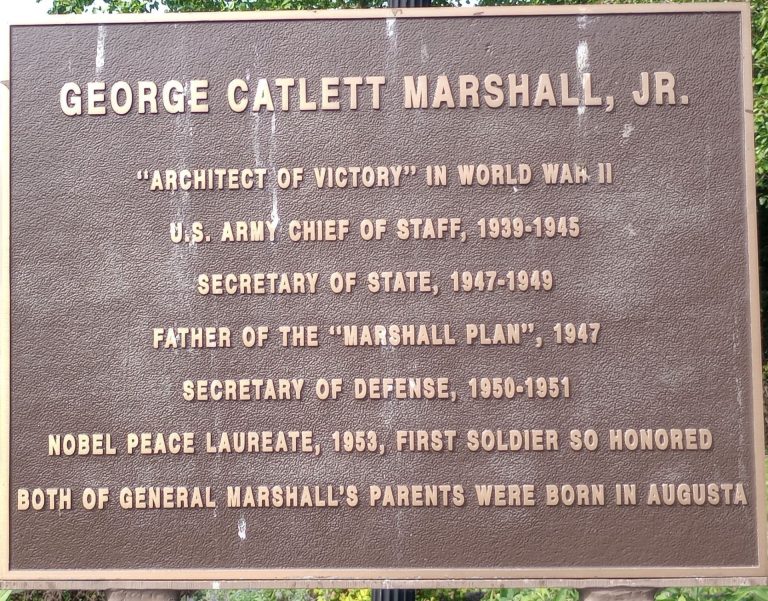 GEORGE CATLETT MARSHALL, JR.
"ARCHITECT OF VICTORY" IN WORLD WAR II
U.S. ARMY CHIEF OF STAFF, 1939-1945
SECRETARY OF STATE, 1947-1949
FATHER OF THE "MARSHALL PLAN", 1947
SECRETARY OF DEFENSE, 1950-1951
NOBEL PEACE LAUREATE, 1953, FIRST SOLDIER SO HONORED
BOTH OF GENERAL MARSHALL'S PARENTS WERE BORN IN AUGUSTA